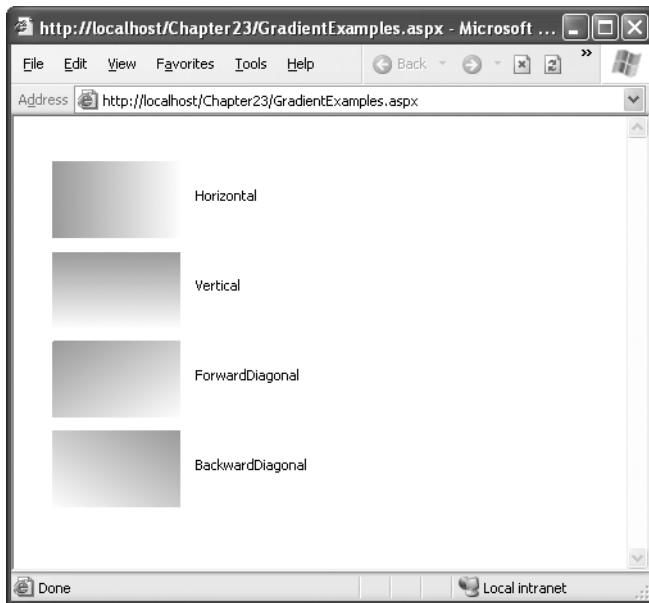 http://localhost/Chapter23/GradientExamples.aspx - Microsoft ...
File Edit View Favorites Tools Help Back »
Address http://localhost/Chapter23/GradientExamples.aspx
Horizontal
Vertical
ForwardDiagonal
BackwardDiagonal
Done Local intranet